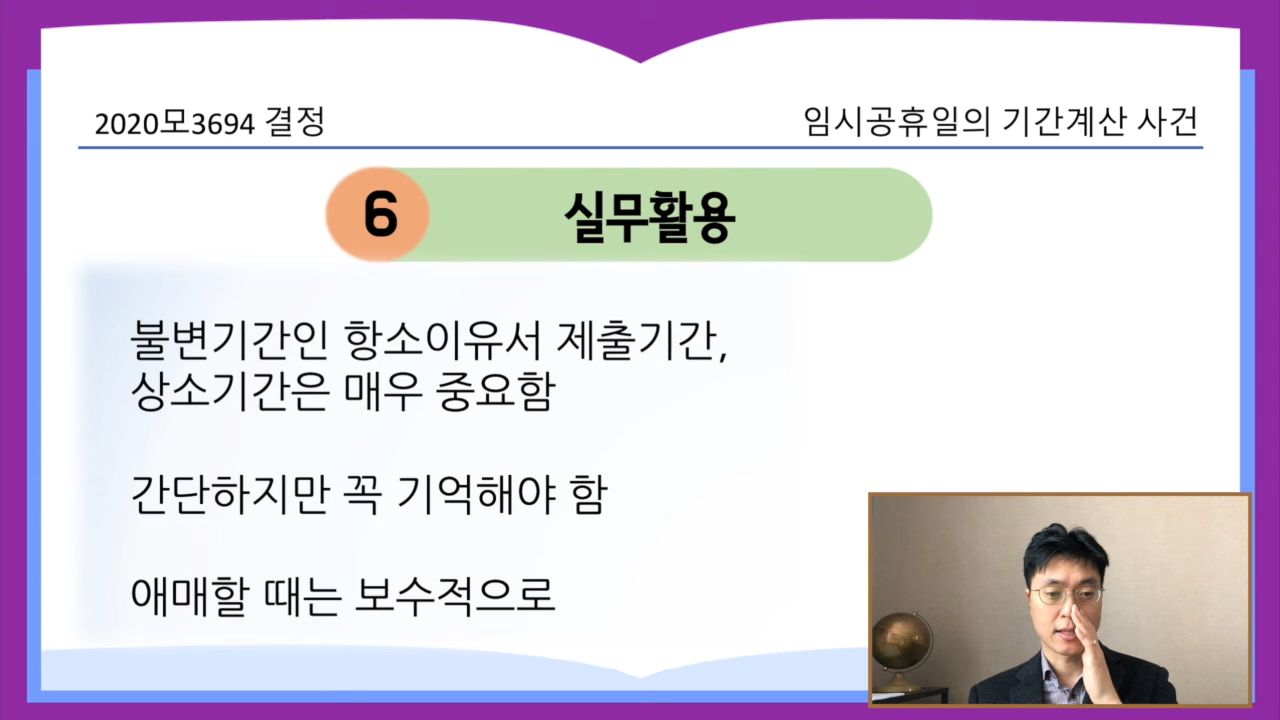 2020모3694 결정
임시공휴일의 기간계산 사건
6
실무활용
불변기간인 항소이유서 제출기간,
상소기간은 매우 중요함
간단하지만 꼭 기억해야 함
애매할 때는 보수적으로